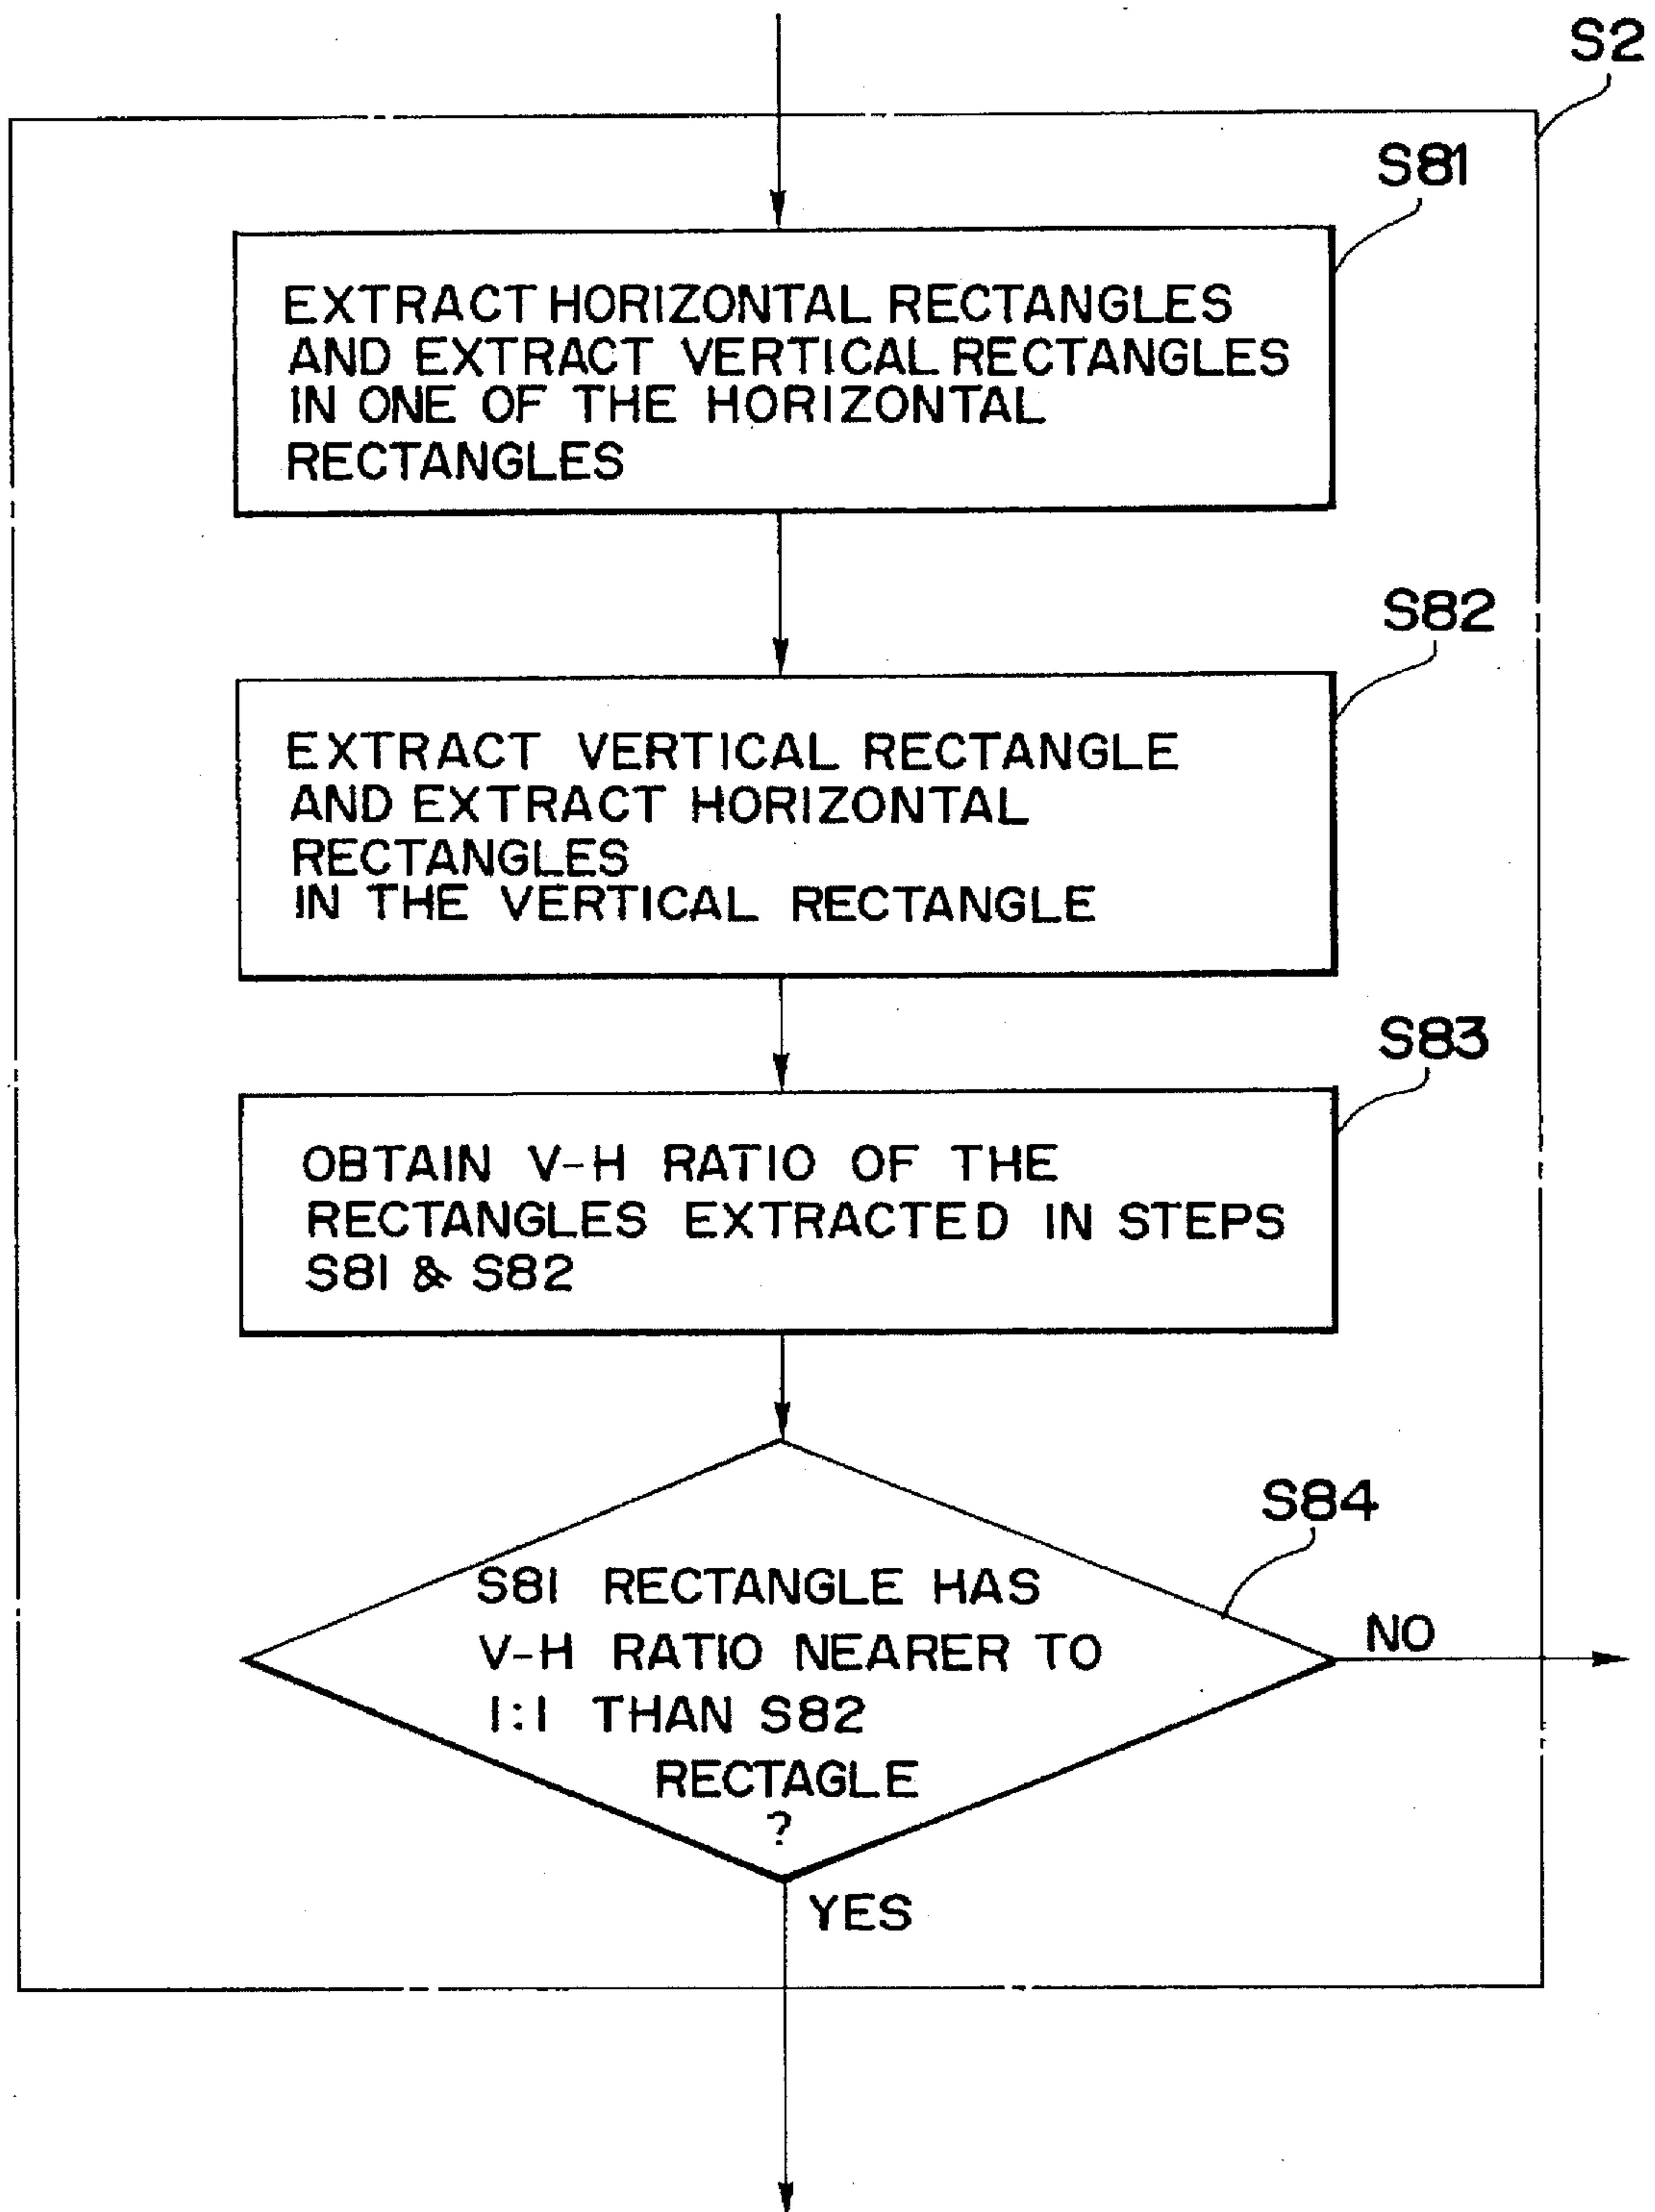 S2
S81
EXTRACT HORIZONTAL RECTANGLES
AND EXTRACT VERTICAL RECTANGLES
IN ONE OF THE HORIZONTAL
RECTANGLES
S82
EXTRACT VERTICAL RECTANGLE
AND EXTRACT HORIZONTAL
RECTANGLES
IN THE VERTICAL RECTANGLE
S83
OBTAIN V-H RATIO OF THE
RECTANGLES EXTRACTED IN STEPS
S81 & S82
S84
S81 RECTANGLE HAS
V-H RATIO NEARER TO
1:1 THAN S82
RECTAGLE
?
NO
YES